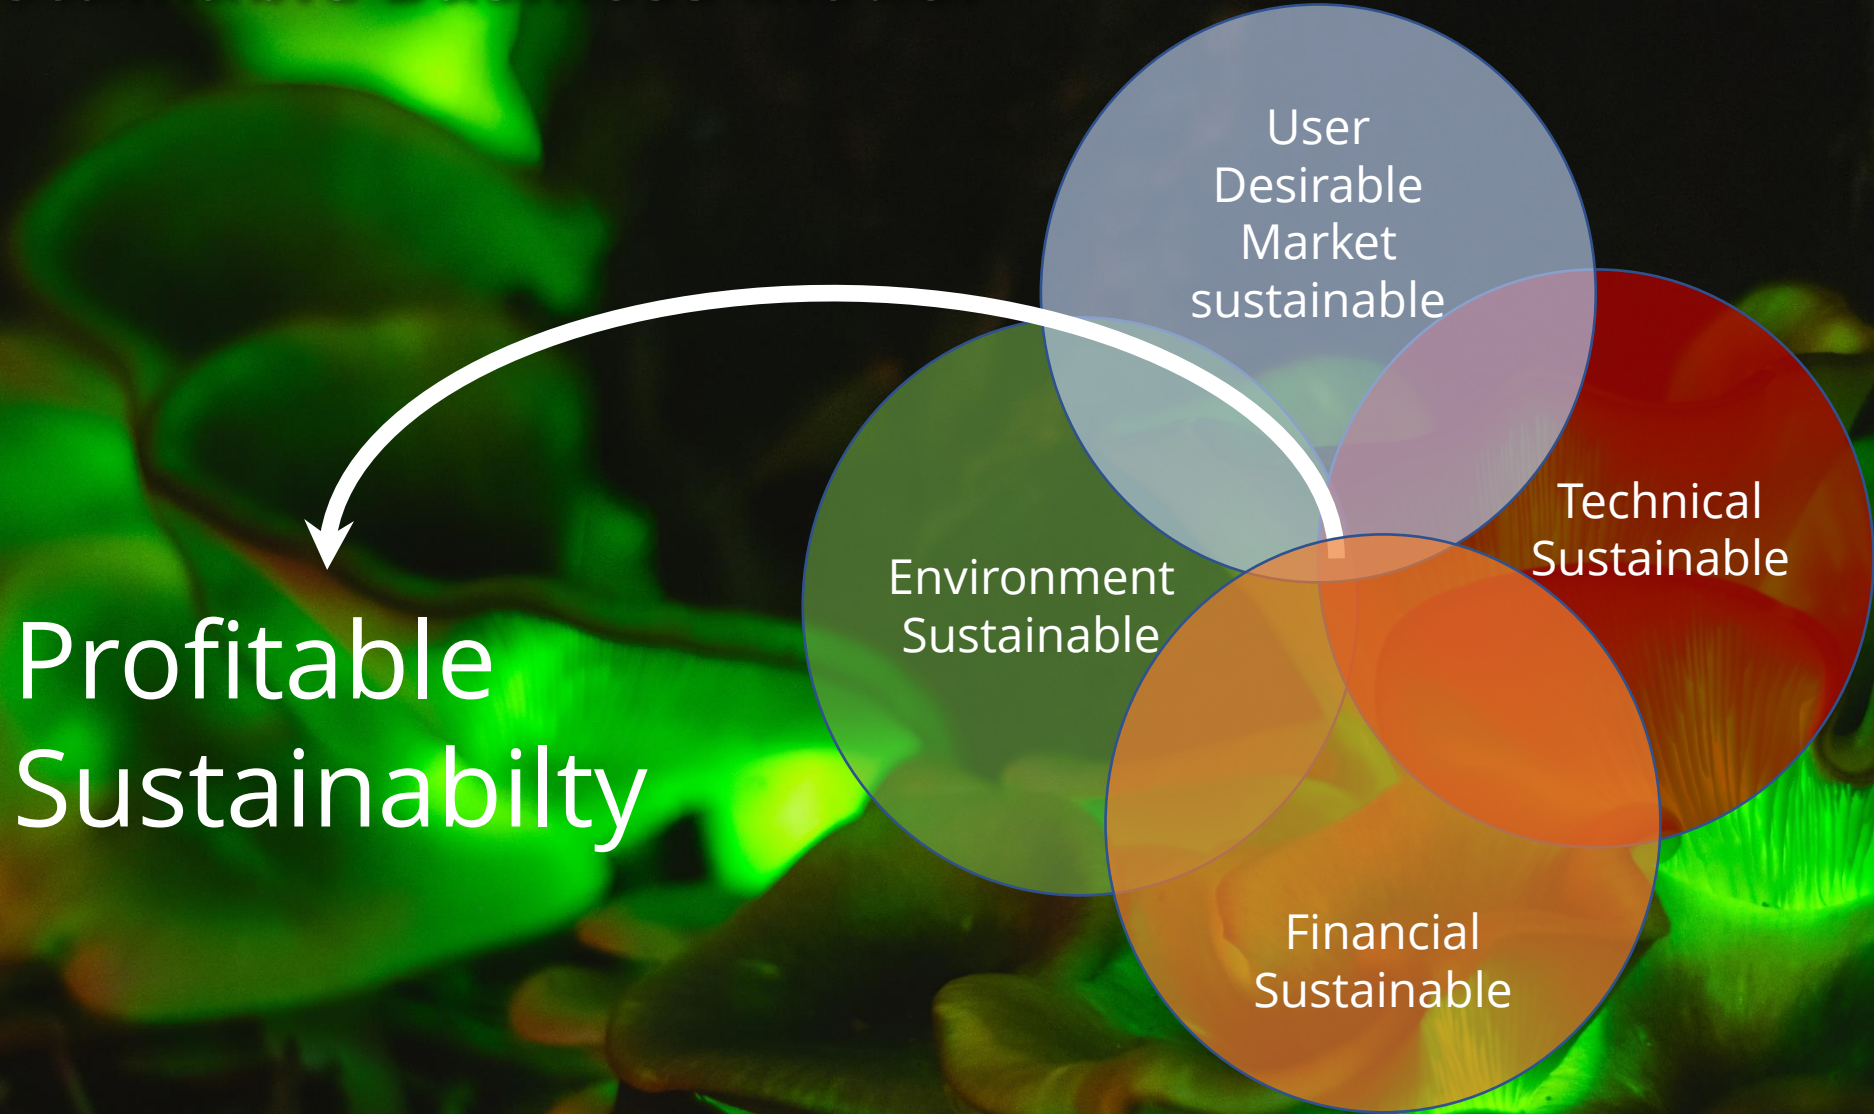 Profitable
Sustainabilty
User
Desirable
Market
sustainable
Environment
Sustainable
Technical
Sustainable
Financial
Sustainable